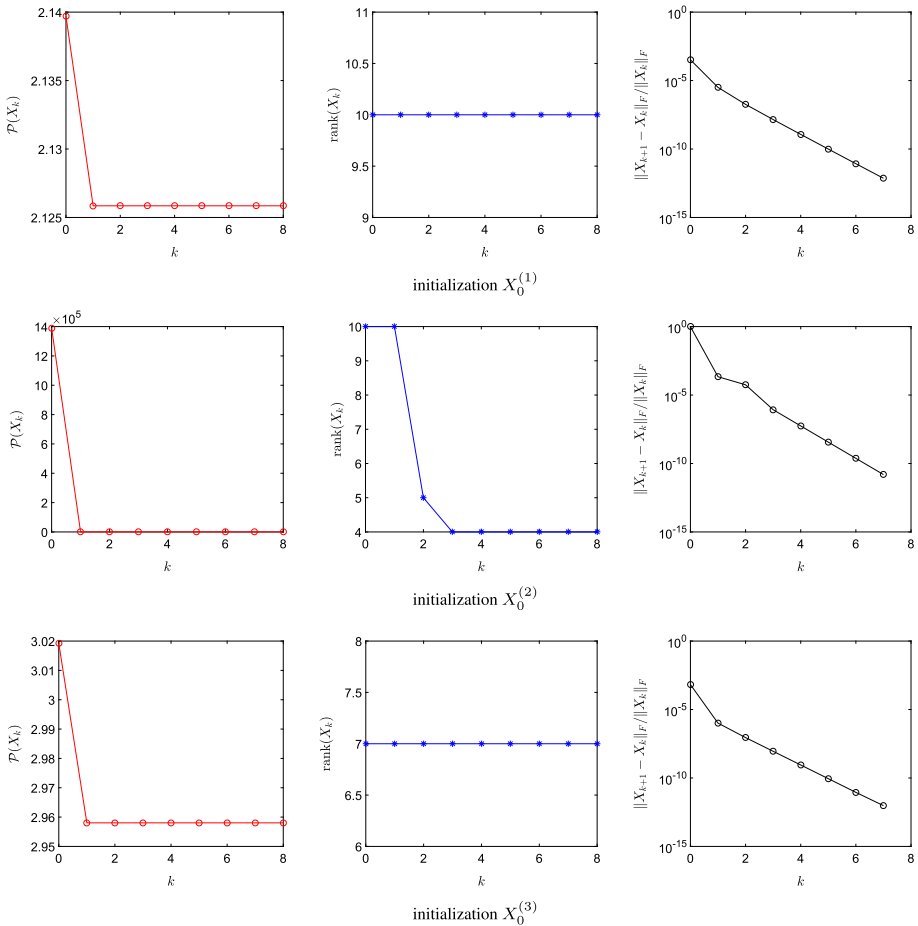 2.14
2.135
2.13
2.125
0 2 4 6 8
k
𝒫(X_k)
11
10.5
10
9.5
9
0 2 4 6 8
k
rank(X_k)
10^0
10^-5
10^-10
10^-15
0 2 4 6 8
k
‖X_{k+1} − X_k‖_F/‖X_k‖_F
initialization X_0^{(1)}
14 ×10^5
12
10
8
6
4
2
0
0 2 4 6 8
k
𝒫(X_k)
10
9
8
7
6
5
4
0 2 4 6 8
k
rank(X_k)
10^0
10^-5
10^-10
10^-15
0 2 4 6 8
k
‖X_{k+1} − X_k‖_F/‖X_k‖_F
initialization X_0^{(2)}
3.02
3.01
3
2.99
2.98
2.97
2.96
2.95
0 2 4 6 8
k
𝒫(X_k)
8
7.5
7
6.5
6
0 2 4 6 8
k
rank(X_k)
10^0
10^-5
10^-10
10^-15
0 2 4 6 8
k
‖X_{k+1} − X_k‖_F/‖X_k‖_F
initialization X_0^{(3)}